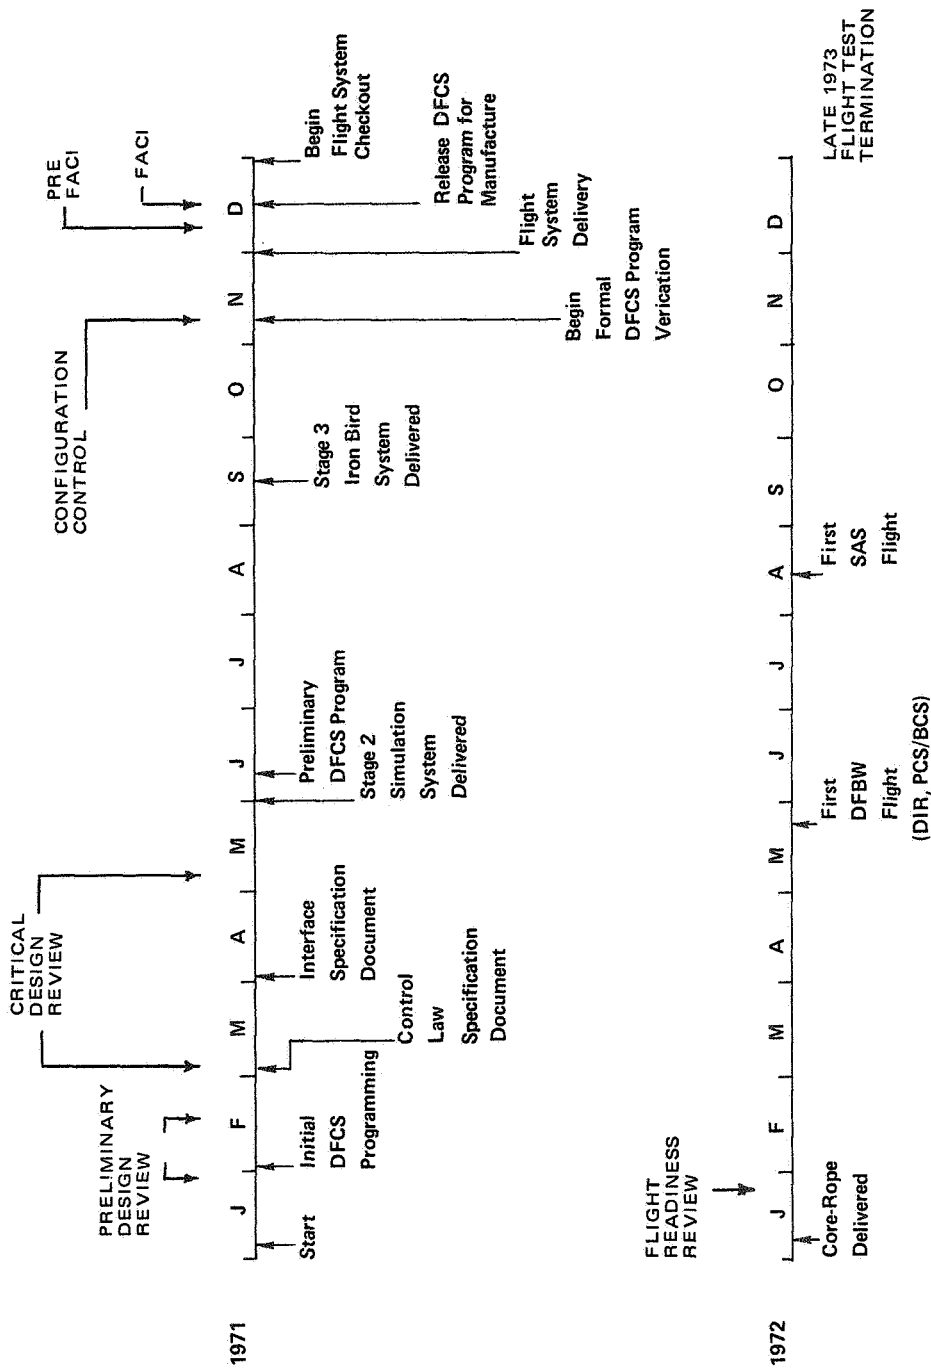 CRITICAL
DESIGN
REVIEW
PRELIMINARY
DESIGN
REVIEW
CONFIGURATION
CONTROL
PRE
FACI
FACI
1971
J F M A M J J A S O N D
Start
Initial
DFCS
Programming
Control
Law
Specification
Document
Interface
Specification
Document
Preliminary
DFCS Program
Stage 2
Simulation
System
Delivered
Stage 3
Iron Bird
System
Delivered
Begin
Formal
DFCS Program
Verication
Flight
System
Delivery
Release DFCS
Program for
Manufacture
Begin
Flight System
Checkout
FLIGHT
READINESS
REVIEW
1972
J F M A M J J A S O N D
Core-Rope
Delivered
First
DFBW
Flight
(DIR, PCS/BCS)
First
SAS
Flight
LATE 1973
FLIGHT TEST
TERMINATION